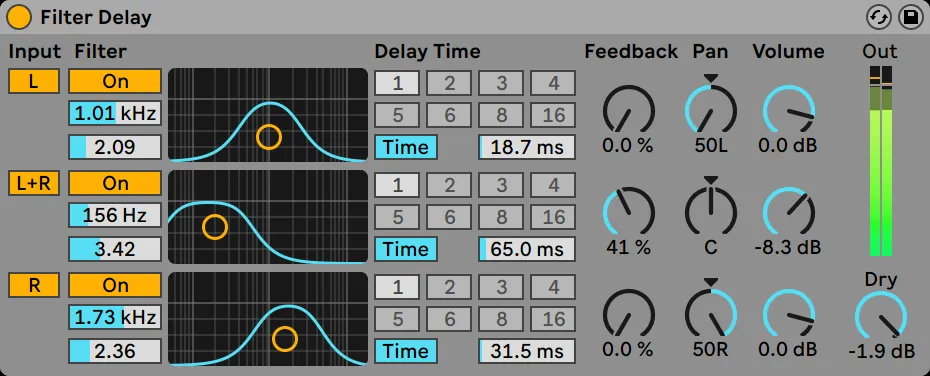 Filter Delay
Input Filter Delay Time Feedback Pan Volume Out
L On 1 2 3 4
1.01 kHz 5 6 8 16
2.09 Time 18.7 ms 0.0 % 50L 0.0 dB
L+R On 1 2 3 4
156 Hz 5 6 8 16
3.42 Time 65.0 ms 41 % C -8.3 dB
R On 1 2 3 4 Dry
1.73 kHz 5 6 8 16
2.36 Time 31.5 ms 0.0 % 50R 0.0 dB -1.9 dB